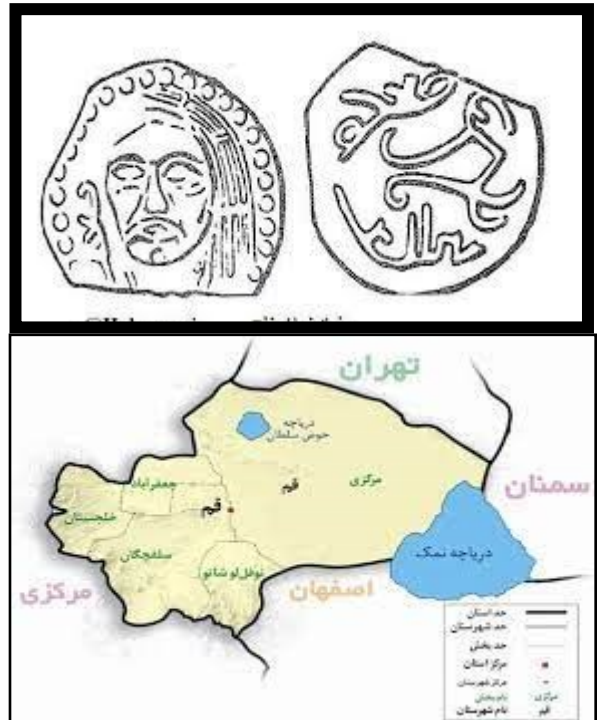 تهران
دریاچه
حوض سلطان
سمنان
مرکزی
قم
جعفرآباد
قم
خلجستان
سلفچگان
نوفل لوشاتو
دریاچه نمک
اصفهان
مرکزی
حد استان
حد شهرستان
حد بخش
مرکز استان
مرکز شهرستان
مرکزی نام بخش
قم نام شهرستان